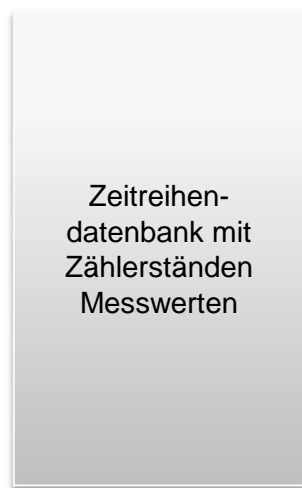 Zeitreihen-
datenbank mit
Zählerständen
Messwerten